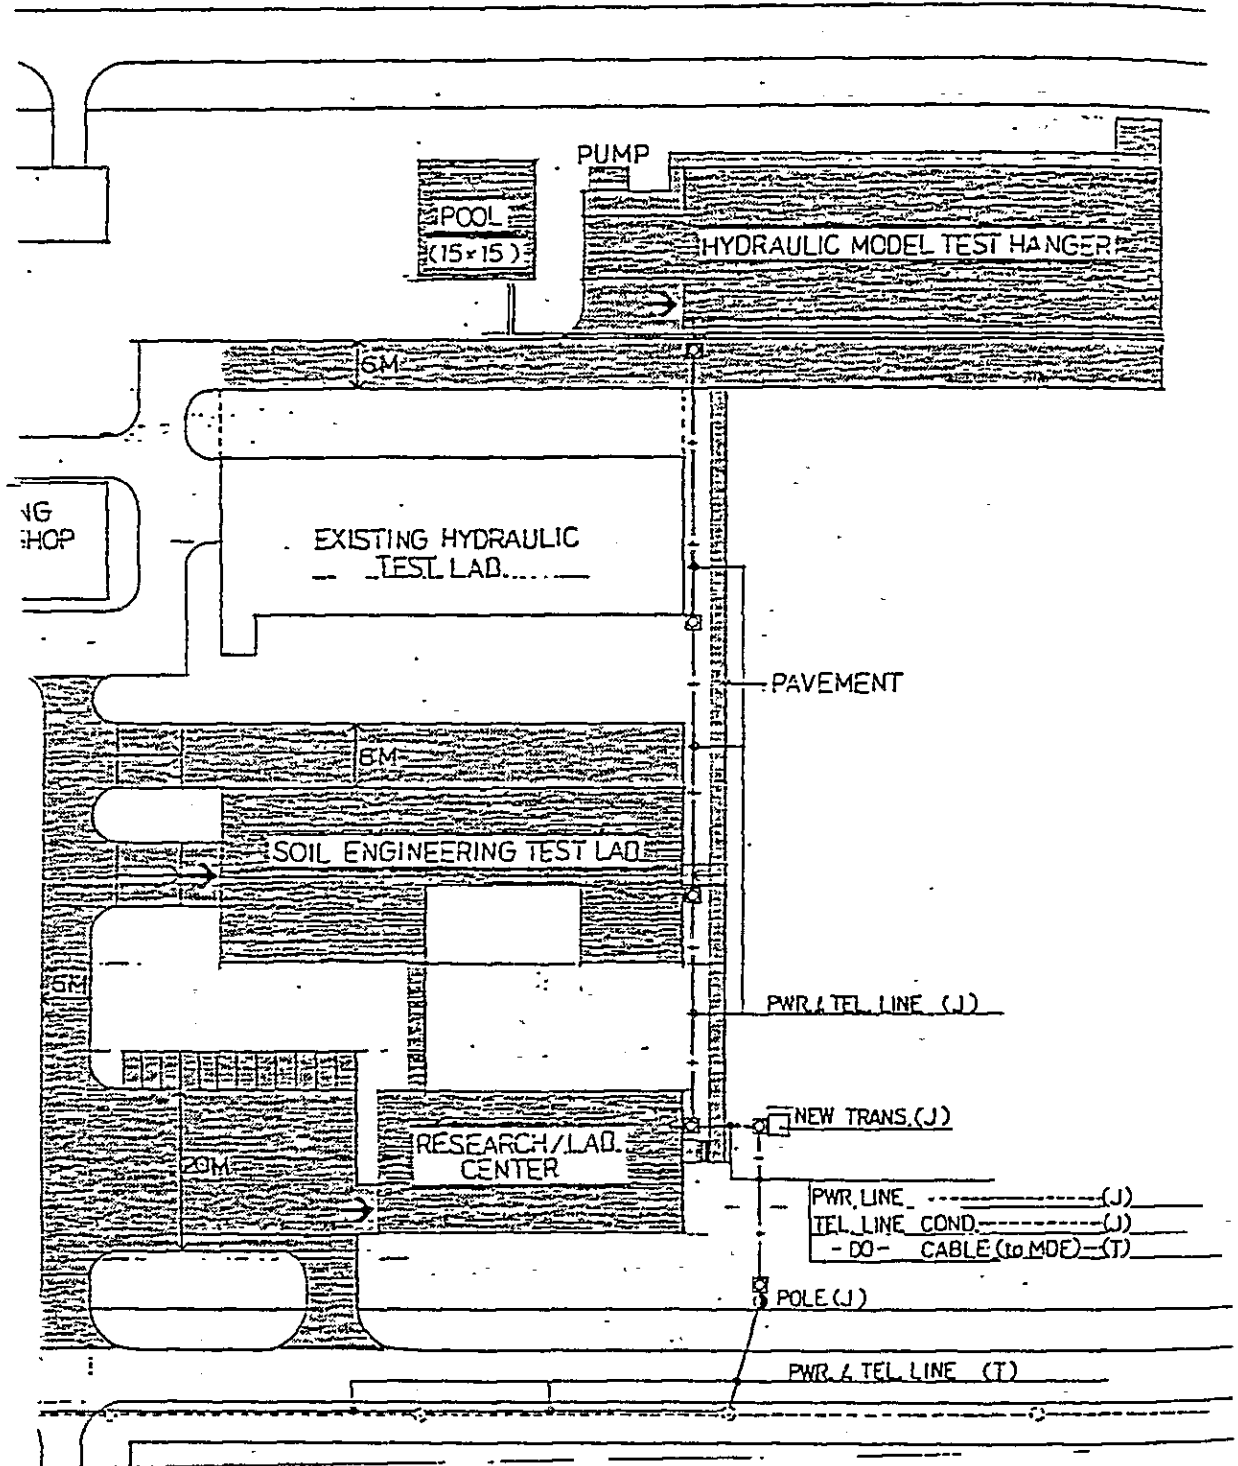 PUMP
POOL
(15×15)
HYDRAULIC MODEL TEST HANGER
6M
NG
HOP
EXISTING HYDRAULIC
TEST LAB.
PAVEMENT
8M
SOIL ENGINEERING TEST LAB.
6M
PWR. & TEL. LINE (J)
NEW TRANS. (J)
RESEARCH/LAB.
CENTER
20M
PWR. LINE (J)
TEL. LINE COND. (J)
- DO - CABLE (to MDE) (T)
POLE (J)
PWR. & TEL. LINE (T)